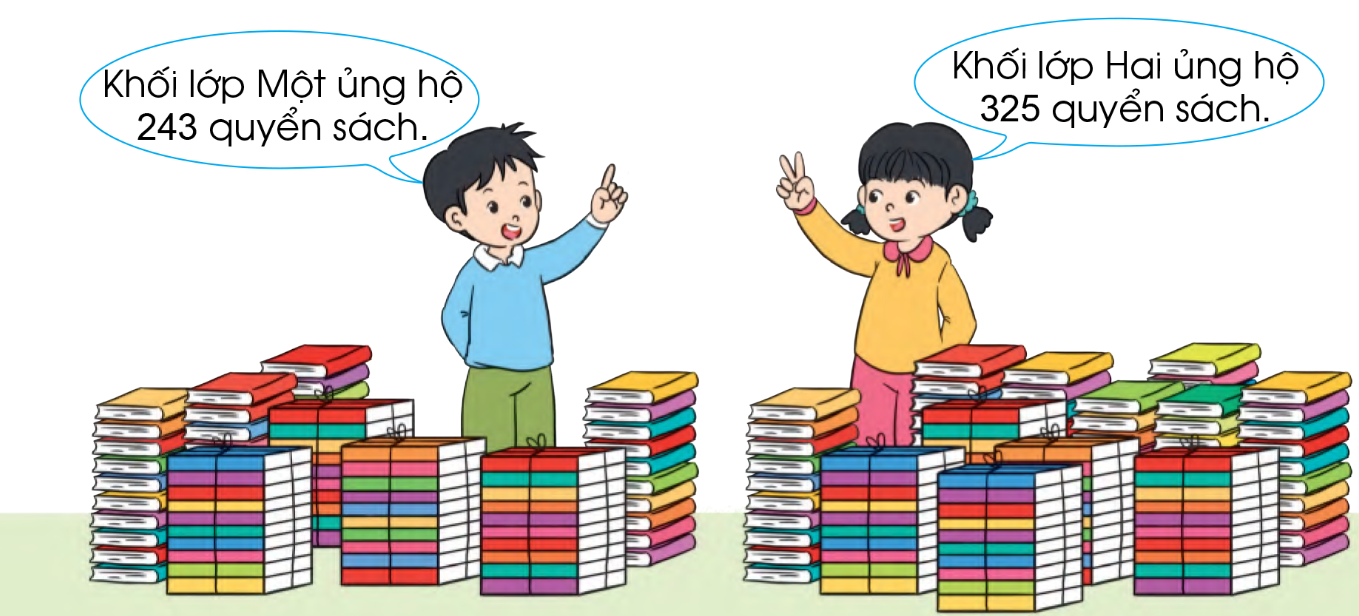 Khối lớp Một ủng hộ
243 quyển sách.
Khối lớp Hai ủng hộ
325 quyển sách.